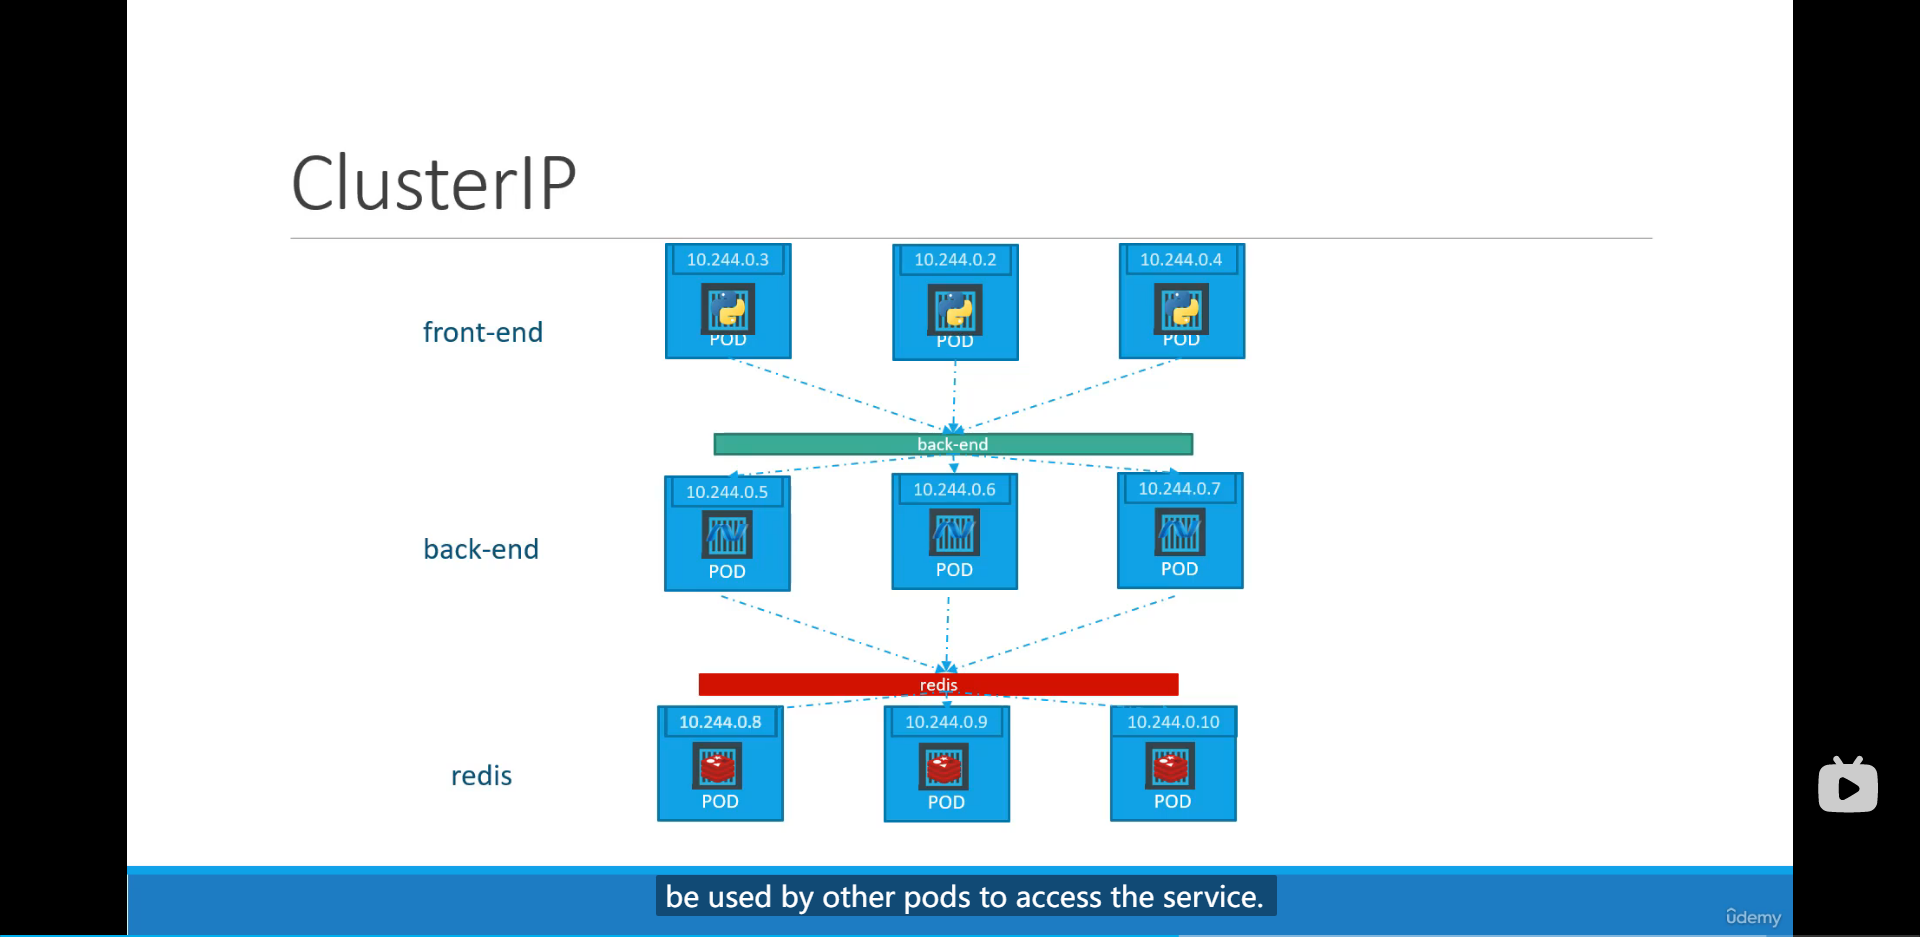 ClusterIP
10.244.0.3
10.244.0.2
10.244.0.4
front-end
POD
POD
POD
back-end
10.244.0.5
10.244.0.6
10.244.0.7
back-end
POD
POD
POD
redis
10.244.0.8
10.244.0.9
10.244.0.10
redis
POD
POD
POD
be used by other pods to access the service.
ûdemy